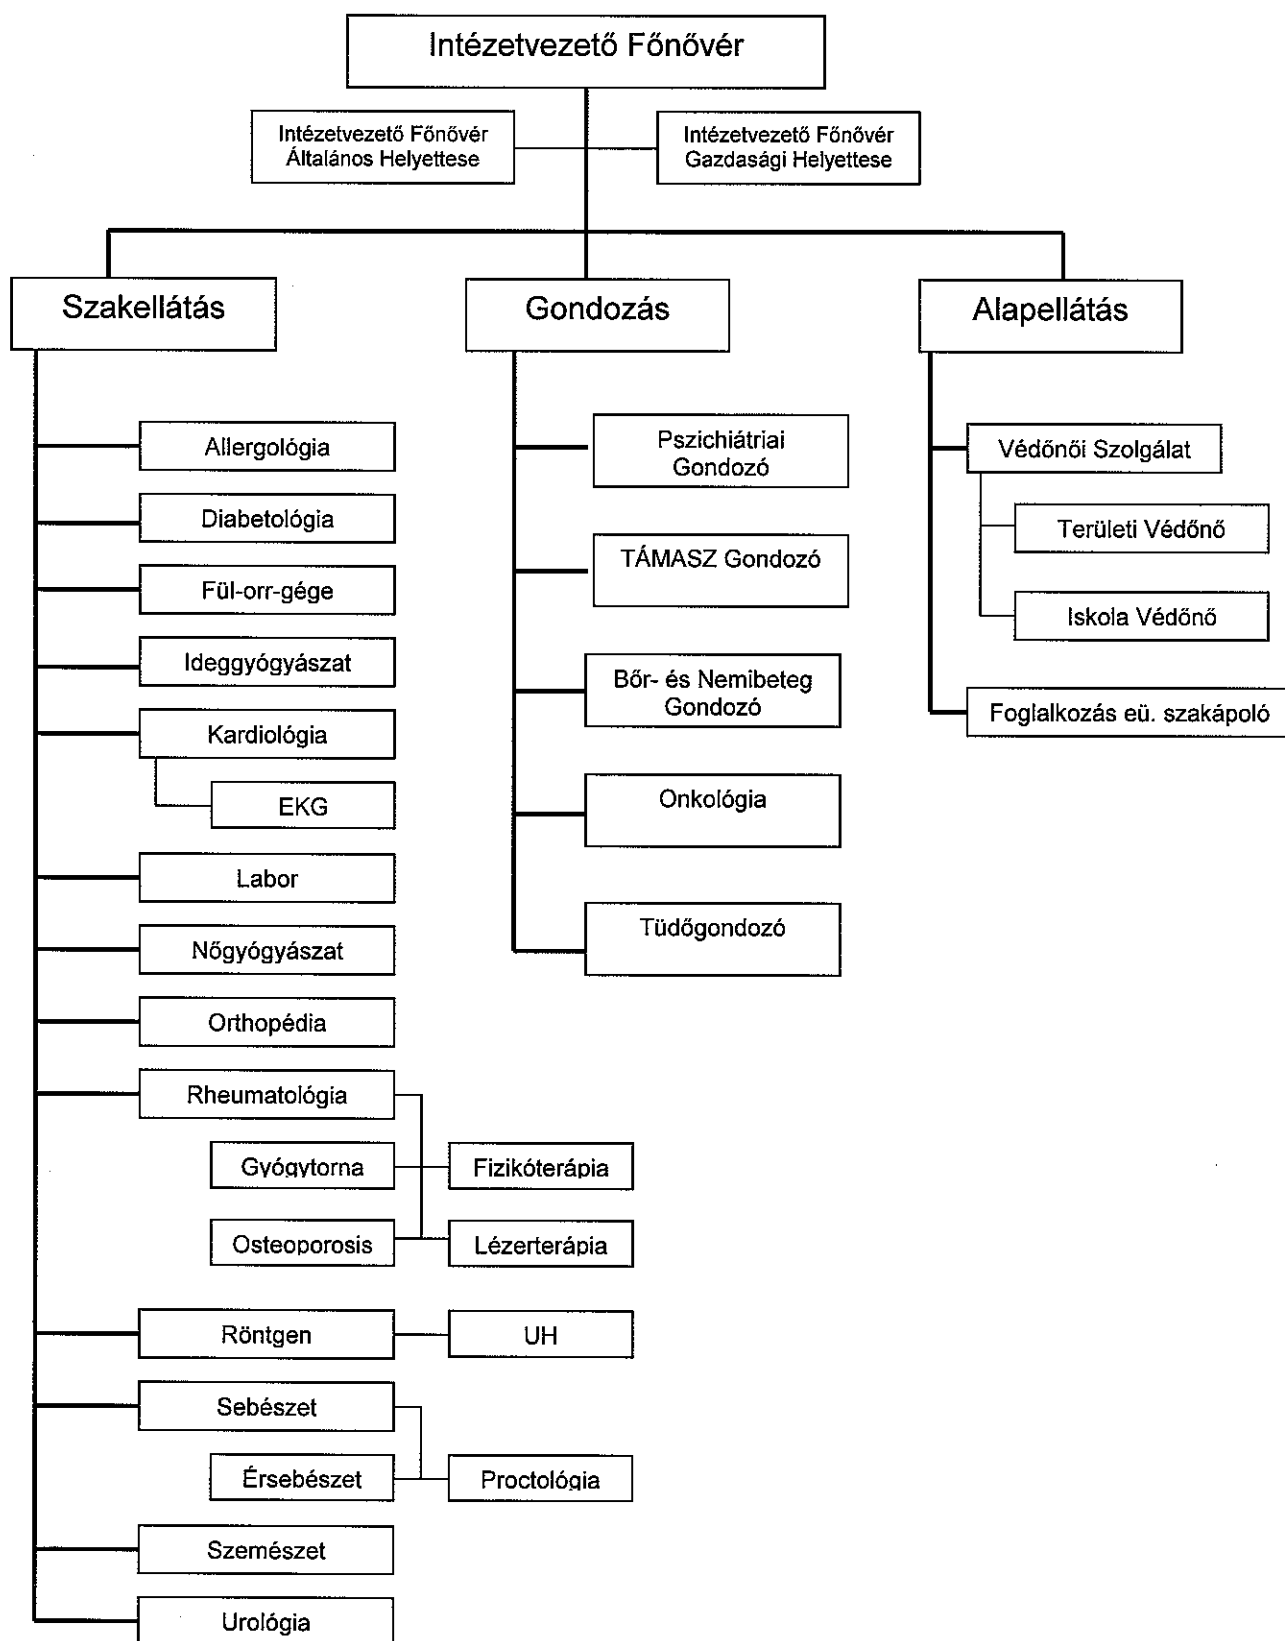 Intézetvezető Főnővér
Intézetvezető Főnővér
Általános Helyettese
Intézetvezető Főnővér
Gazdasági Helyettese
Szakellátás
Allergológia
Diabetológia
Fül-orr-gége
Ideggyógyászat
Kardiológia
EKG
Labor
Nőgyógyászat
Orthopédia
Rheumatológia
Gyógytorna
Fizikóterápia
Osteoporosis
Lézerterápia
Röntgen
UH
Sebészet
Érsebészet
Proctológia
Szemészet
Urológia
Gondozás
Pszichiátriai
Gondozó
TÁMASZ Gondozó
Bőr- és Nemibeteg
Gondozó
Onkológia
Tüdőgondozó
Alapellátás
Védőnői Szolgálat
Területi Védőnő
Iskola Védőnő
Foglalkozás eü. szakápoló